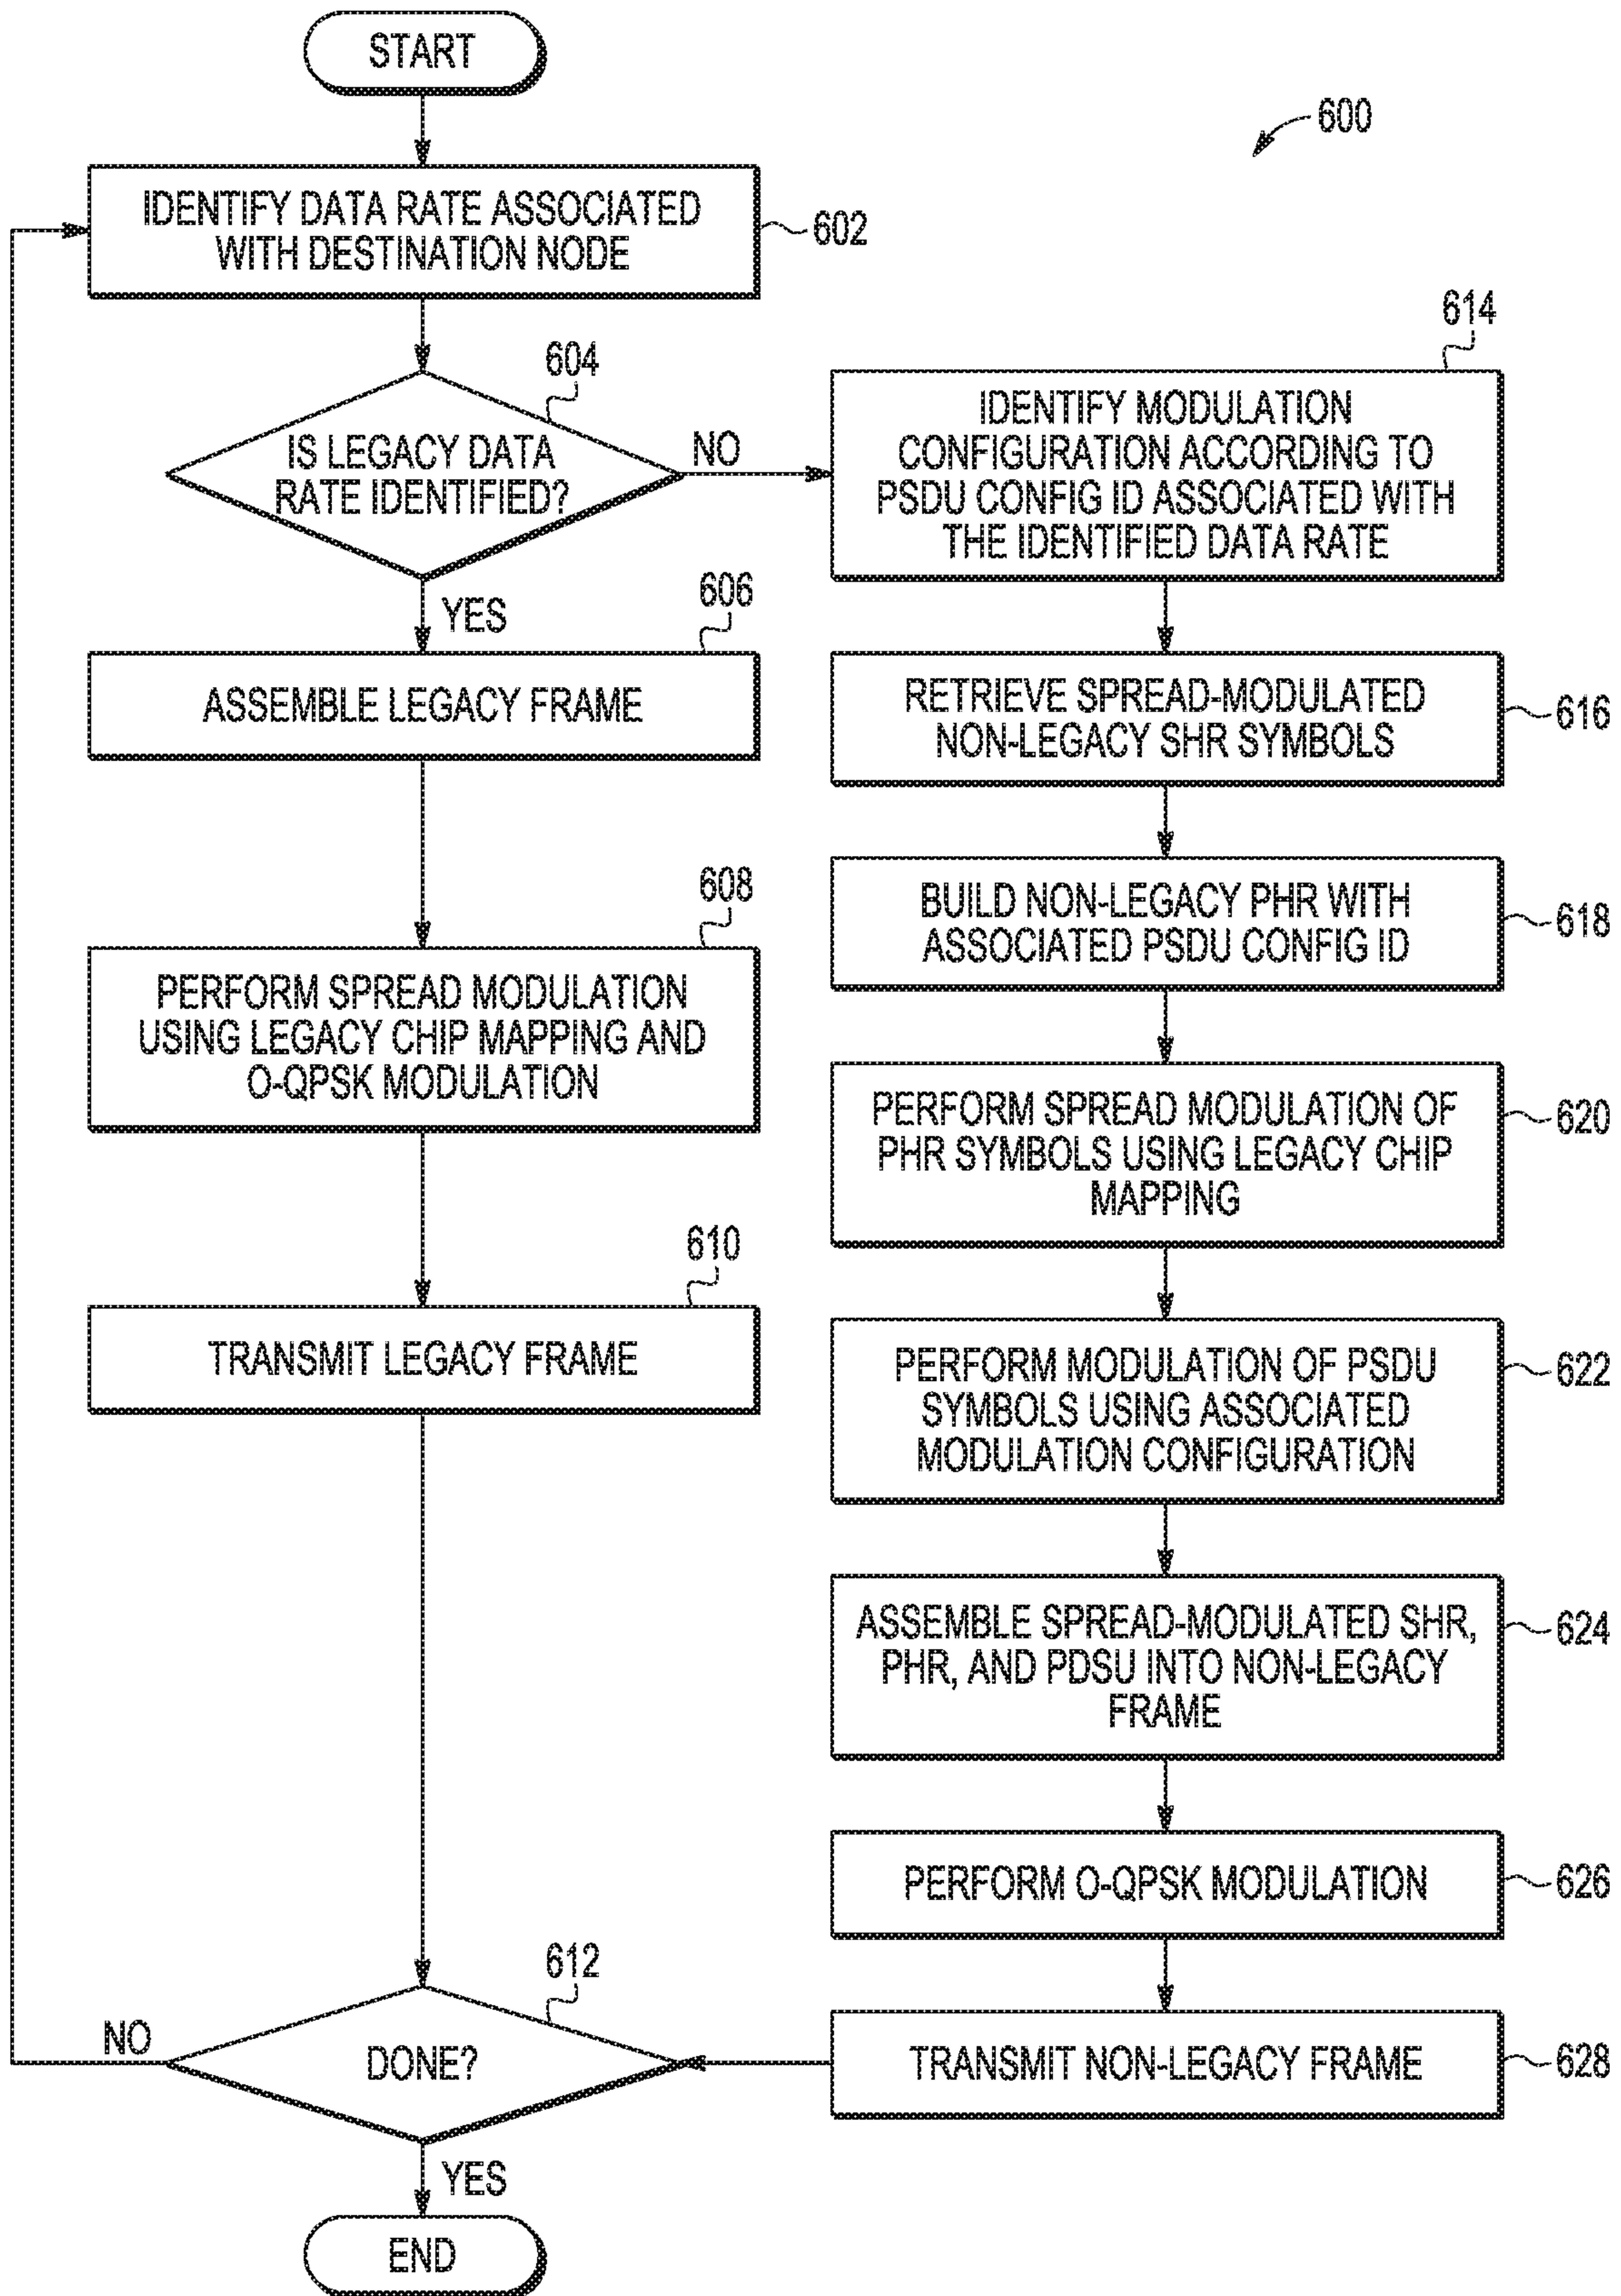 START
600
IDENTIFY DATA RATE ASSOCIATED
WITH DESTINATION NODE
602
604
IS LEGACY DATA
RATE IDENTIFIED?
NO
YES
606
ASSEMBLE LEGACY FRAME
608
PERFORM SPREAD MODULATION
USING LEGACY CHIP MAPPING AND
O-QPSK MODULATION
610
TRANSMIT LEGACY FRAME
614
IDENTIFY MODULATION
CONFIGURATION ACCORDING TO
PSDU CONFIG ID ASSOCIATED WITH
THE IDENTIFIED DATA RATE
RETRIEVE SPREAD-MODULATED
NON-LEGACY SHR SYMBOLS
616
BUILD NON-LEGACY PHR WITH
ASSOCIATED PSDU CONFIG ID
618
PERFORM SPREAD MODULATION OF
PHR SYMBOLS USING LEGACY CHIP
MAPPING
620
PERFORM MODULATION OF PSDU
SYMBOLS USING ASSOCIATED
MODULATION CONFIGURATION
622
ASSEMBLE SPREAD-MODULATED SHR,
PHR, AND PDSU INTO NON-LEGACY
FRAME
624
PERFORM O-QPSK MODULATION
626
TRANSMIT NON-LEGACY FRAME
628
612
DONE?
NO
YES
END